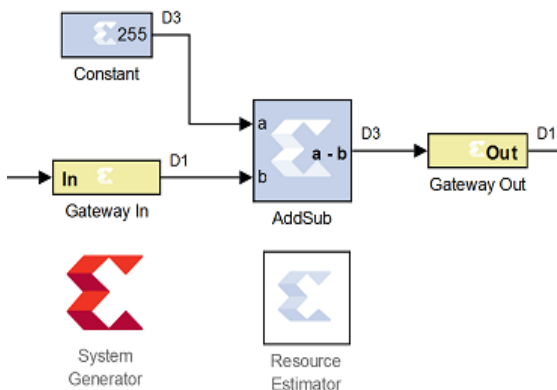 D3
255
Constant
a
D1
D3
D1
In
b
a - b
Out
Gateway In
AddSub
Gateway Out
System
Generator
Resource
Estimator